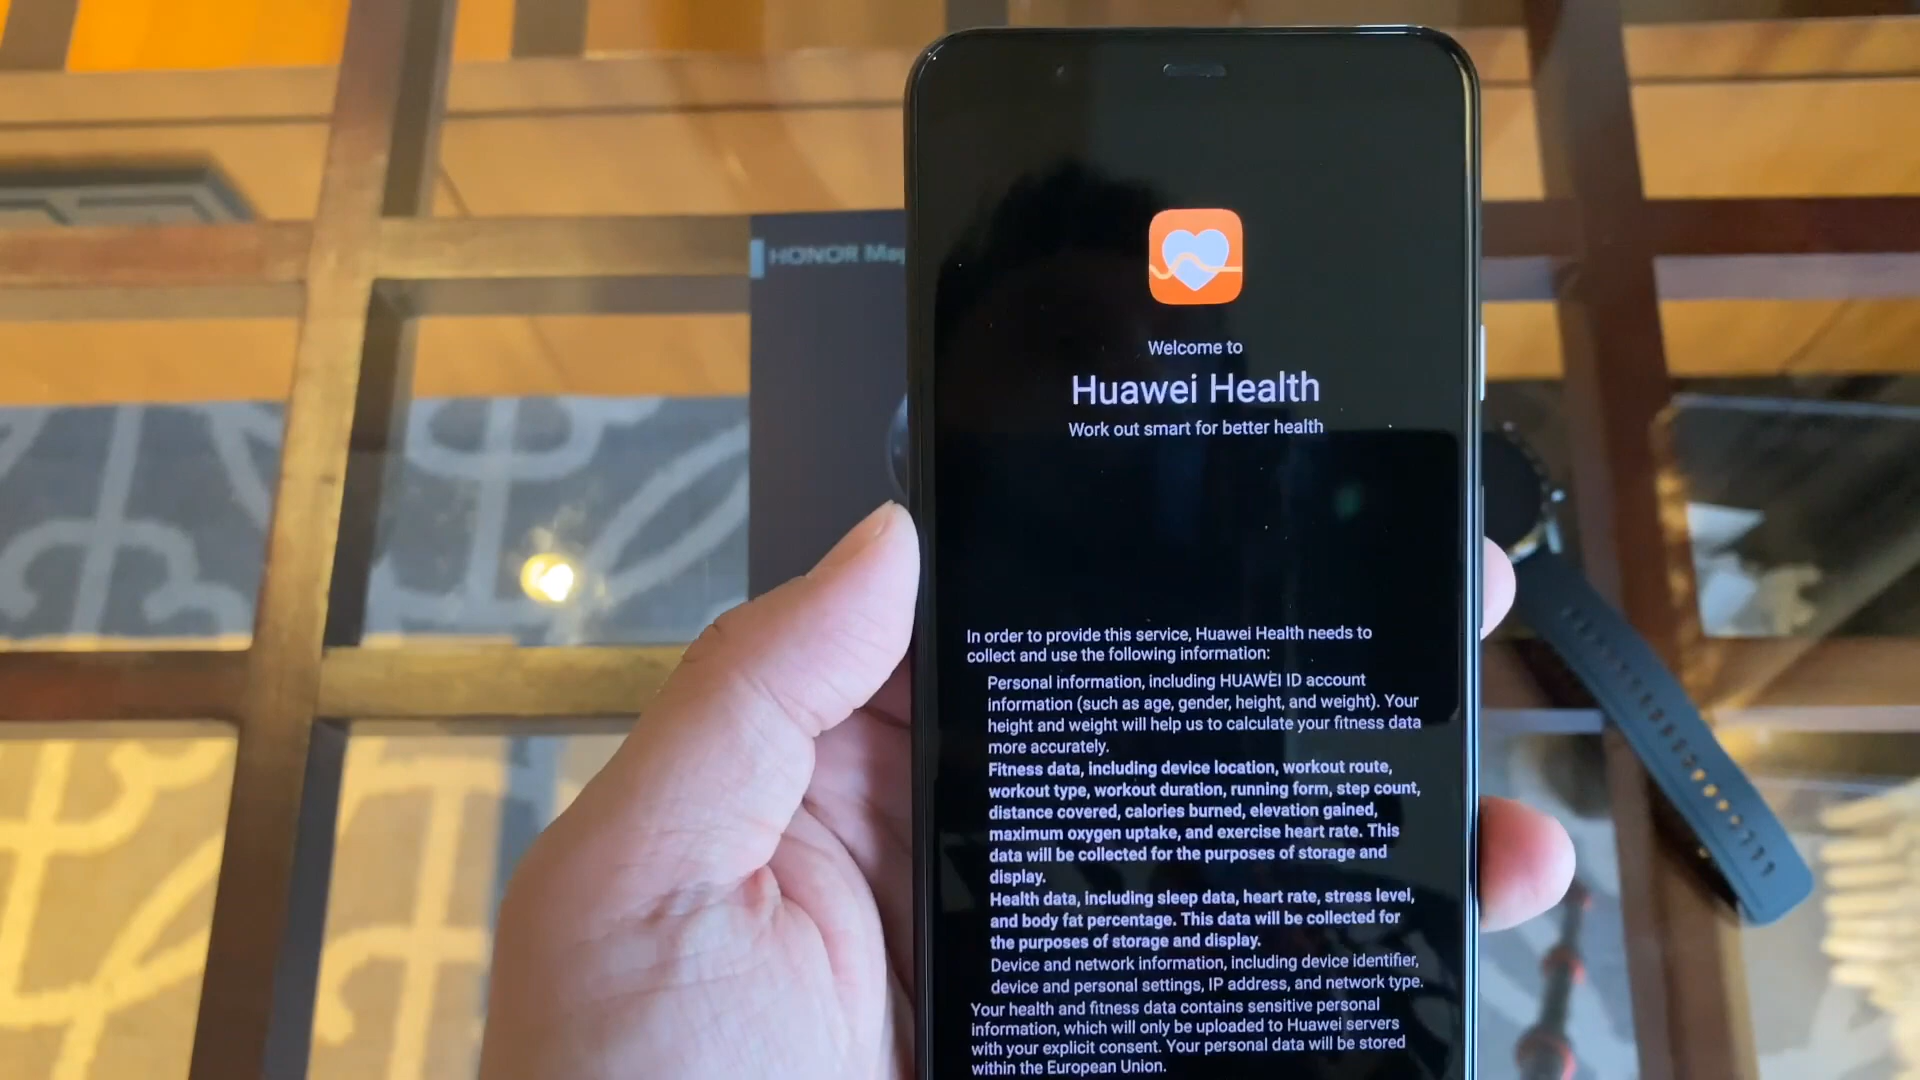 HONOR
Welcome to
Huawei Health
Work out smart for better health
In order to provide this service, Huawei Health needs to
collect and use the following information:
Personal information, including HUAWEI ID account
information (such as age, gender, height, and weight). Your
height and weight will help us to calculate your fitness data
more accurately.
Fitness data, including device location, workout route,
workout type, workout duration, running form, step count,
distance covered, calories burned, elevation gained,
maximum oxygen uptake, and exercise heart rate. This
data will be collected for the purposes of storage and
display.
Health data, including sleep data, heart rate, stress level,
and body fat percentage. This data will be collected for
the purposes of storage and display.
Device and network information, including device identifier,
device and personal settings, IP address, and network type.
Your health and fitness data contains sensitive personal
information, which will only be uploaded to Huawei servers
with your explicit consent. Your personal data will be stored
within the European Union.